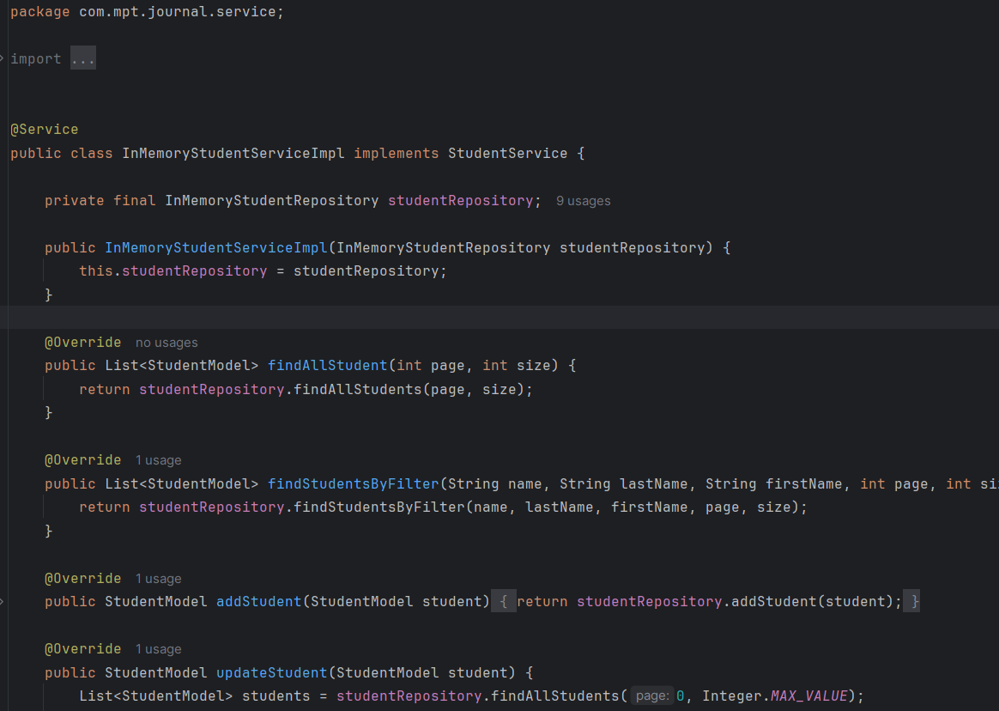 package com.mpt.journal.service;
import ...
@Service
public class InMemoryStudentServiceImpl implements StudentService {
private final InMemoryStudentRepository studentRepository; 9 usages
public InMemoryStudentServiceImpl(InMemoryStudentRepository studentRepository) {
this.studentRepository = studentRepository;
}
@Override no usages
public List<StudentModel> findAllStudent(int page, int size) {
return studentRepository.findAllStudents(page, size);
}
@Override 1 usage
public List<StudentModel> findStudentsByFilter(String name, String lastName, String firstName, int page, int si
return studentRepository.findStudentsByFilter(name, lastName, firstName, page, size);
}
@Override 1 usage
public StudentModel addStudent(StudentModel student) { return studentRepository.addStudent(student); }
@Override 1 usage
public StudentModel updateStudent(StudentModel student) {
List<StudentModel> students = studentRepository.findAllStudents( page: 0, Integer.MAX_VALUE);